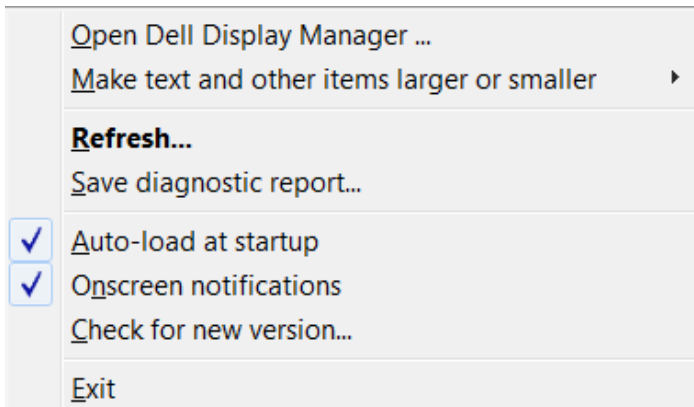 Open Dell Display Manager ...
Make text and other items larger or smaller
Refresh...
Save diagnostic report...
Auto-load at startup
Onscreen notifications
Check for new version...
Exit